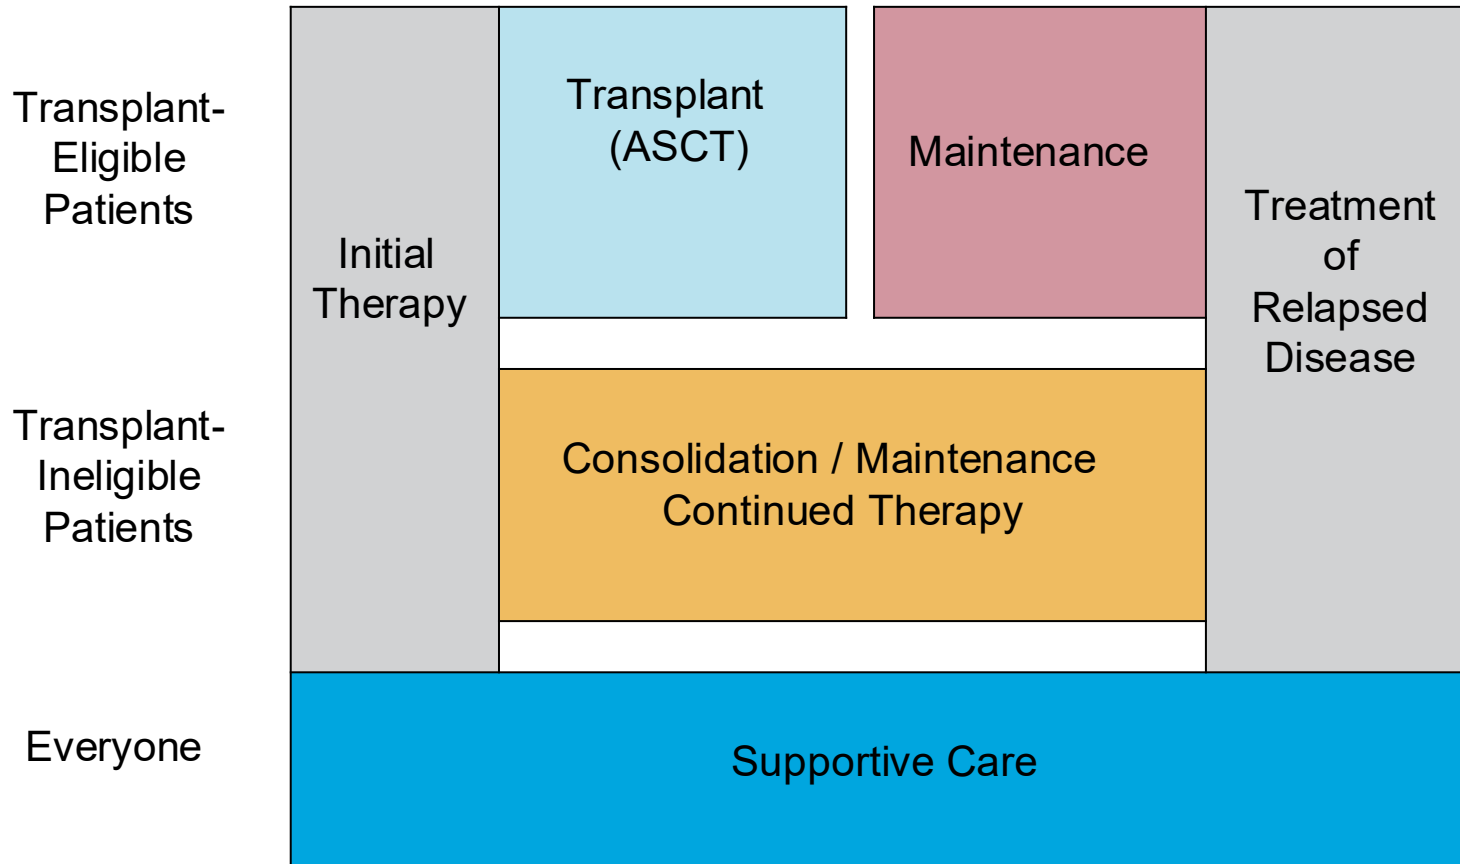 Transplant-
Eligible
Patients
Initial
Therapy
Transplant
(ASCT)
Maintenance
Treatment
of
Relapsed
Disease
Transplant-
Ineligible
Patients
Consolidation / Maintenance
Continued Therapy
Everyone
Supportive Care